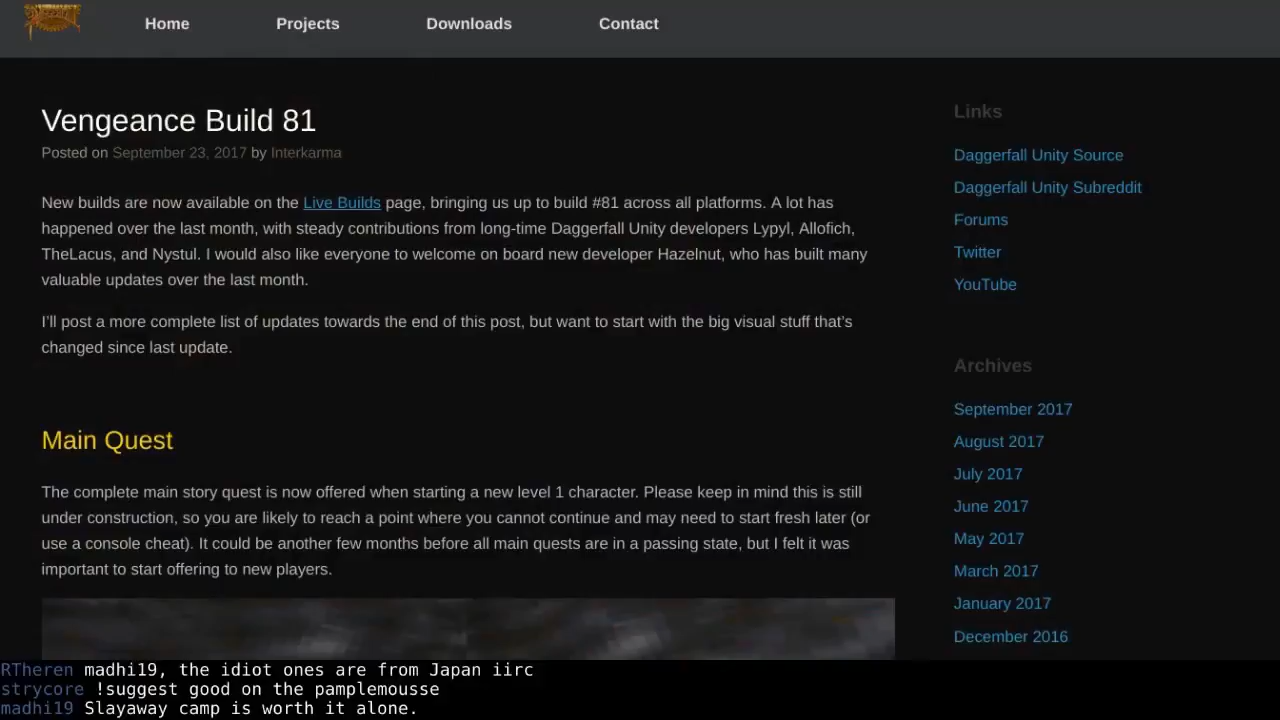 Home Projects Downloads Contact
Vengeance Build 81
Posted on September 23, 2017 by Interkarma
New builds are now available on the Live Builds page, bringing us up to build #81 across all platforms. A lot has
happened over the last month, with steady contributions from long-time Daggerfall Unity developers Lypyl, Allofich,
TheLacus, and Nystul. I would also like everyone to welcome on board new developer Hazelnut, who has built many
valuable updates over the last month.
I’ll post a more complete list of updates towards the end of this post, but want to start with the big visual stuff that’s
changed since last update.
Main Quest
The complete main story quest is now offered when starting a new level 1 character. Please keep in mind this is still
under construction, so you are likely to reach a point where you cannot continue and may need to start fresh later (or
use a console cheat). It could be another few months before all main quests are in a passing state, but I felt it was
important to start offering to new players.
Links
Daggerfall Unity Source
Daggerfall Unity Subreddit
Forums
Twitter
YouTube
Archives
September 2017
August 2017
July 2017
June 2017
May 2017
March 2017
January 2017
December 2016
RTheren madhi19, the idiot ones are from Japan iirc
strycore !suggest good on the pamplemousse
madhi19 Slayaway camp is worth it alone.